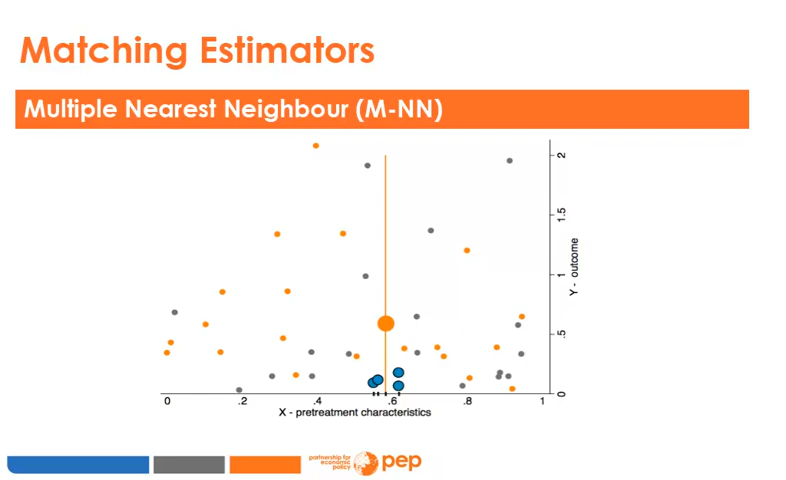 Matching Estimators
Multiple Nearest Neighbour (M-NN)
2
1.5
1
.5
0
Y - outcome
0 .2 .4 .6 .8 1
X - pretreatment characteristics
partnership for
economic
policy
pep